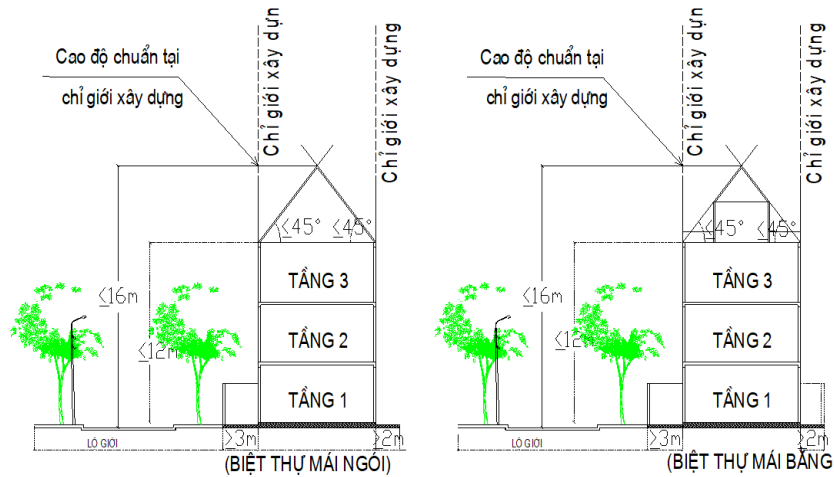 Cao độ chuẩn tại
chỉ giới xây dựng
Chỉ giới xây dựn
Chỉ giới xây dựng
≤45° ≤45°
TẦNG 3
≤16m
TẦNG 2
≤12m
TẦNG 1
LỘ GIỚI
≥3m
≥2m
(BIỆT THỰ MÁI NGÓI)
Cao độ chuẩn tại
chỉ giới xây dựng
Chỉ giới xây dựn
Chỉ giới xây dựng
≤45° ≤45°
TẦNG 3
≤16m
TẦNG 2
TẦNG 1
LỘ GIỚI
≥3m
≥2m
(BIỆT THỰ MÁI BẰNG